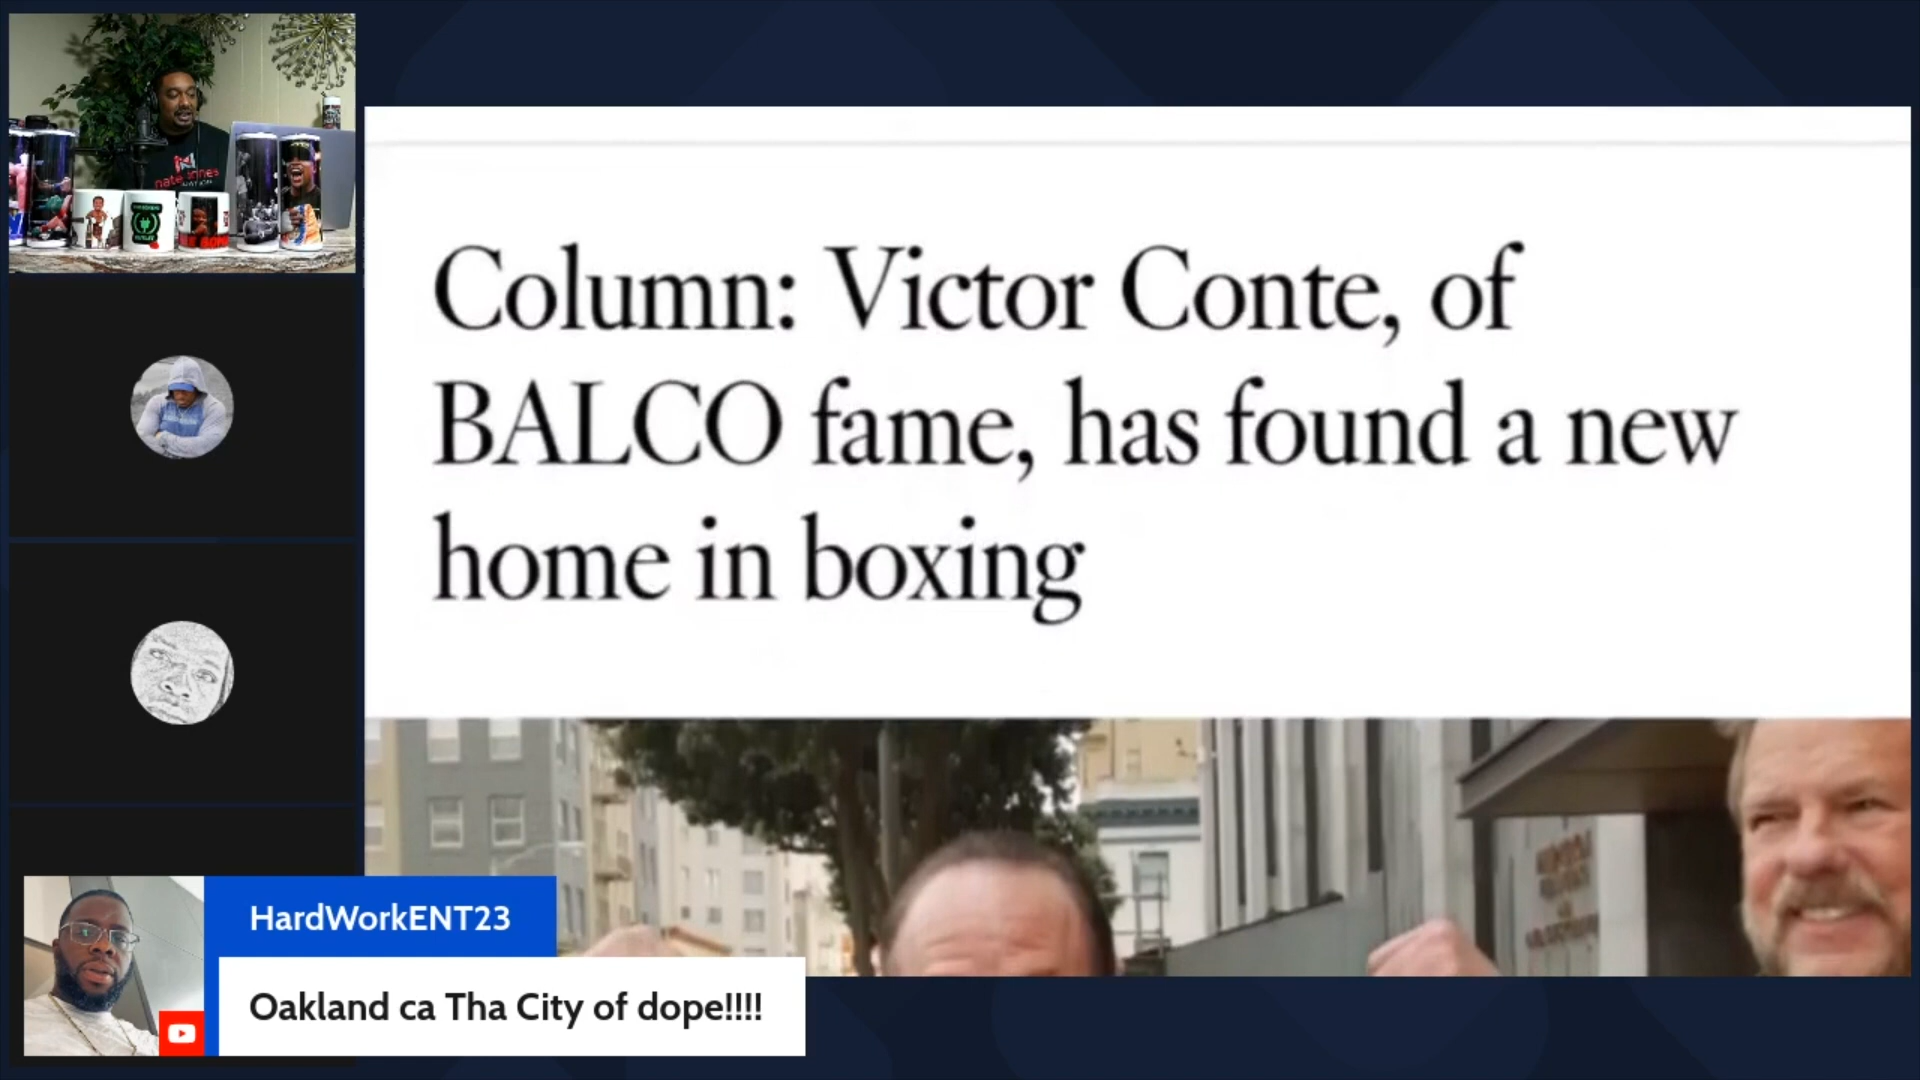 Column: Victor Conte, of
BALCO fame, has found a new
home in boxing
HardWorkENT23
Oakland ca Tha City of dope!!!!